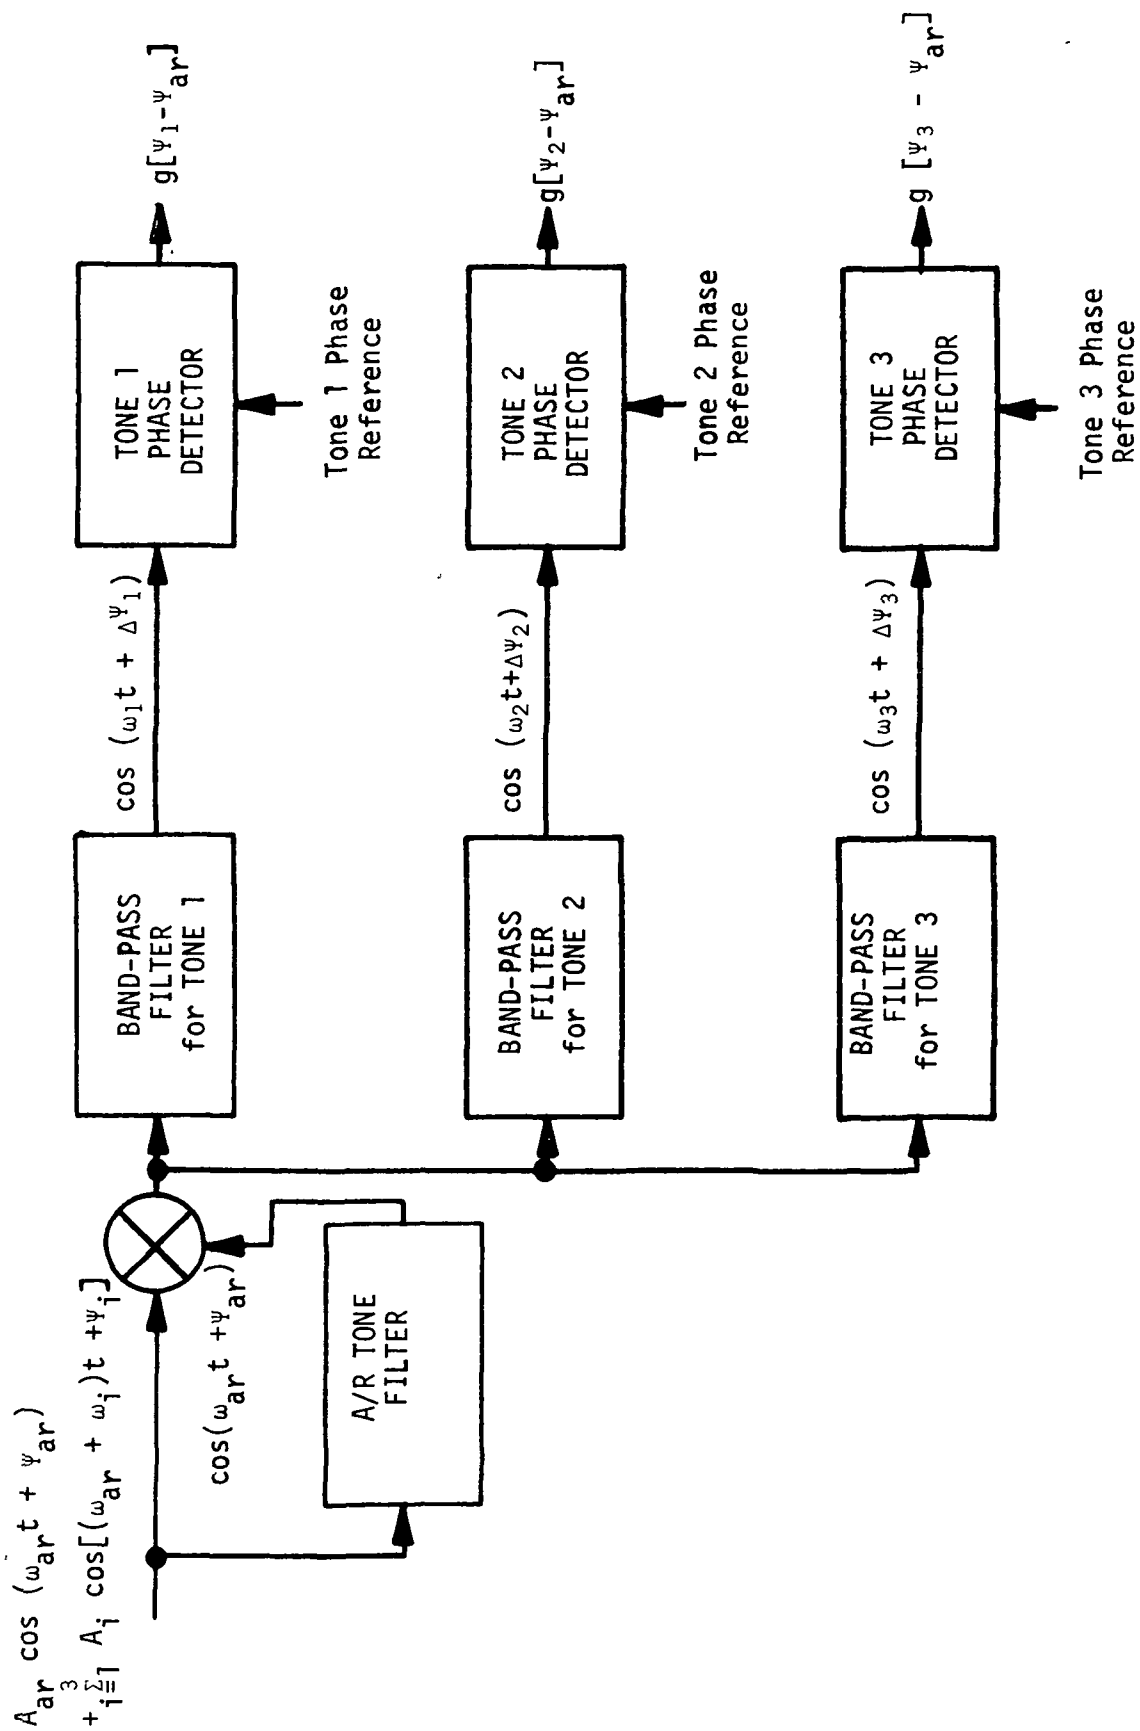 A_ar cos (ω_ar t + Ψ_ar)
+ Σ_{i=1}^{3} A_i cos[(ω_ar + ω_i)t +Ψ_i]
cos(ω_ar t +Ψ_ar)
A/R TONE
FILTER
BAND-PASS
FILTER
for TONE 1
cos (ω_1t + ΔΨ_1)
TONE 1
PHASE
DETECTOR
g[Ψ_1-Ψ_ar]
Tone 1 Phase
Reference
BAND-PASS
FILTER
for TONE 2
cos (ω_2t+ΔΨ_2)
TONE 2
PHASE
DETECTOR
g[Ψ_2-Ψ_ar]
Tone 2 Phase
Reference
BAND-PASS
FILTER
for TONE 3
cos (ω_3t + ΔΨ_3)
TONE 3
PHASE
DETECTOR
g [Ψ_3 - Ψ_ar]
Tone 3 Phase
Reference